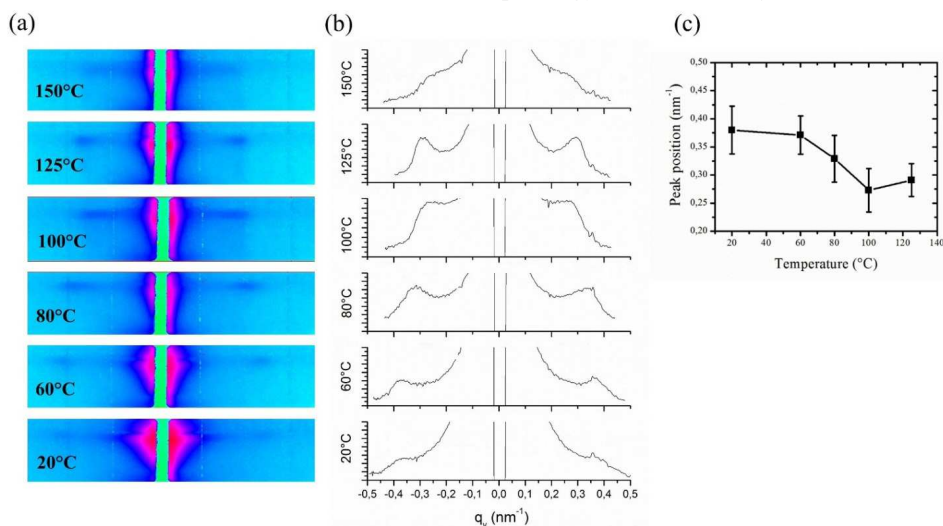 (a)
150°C
125°C
100°C
80°C
60°C
20°C
(b)
150°C
125°C
100°C
80°C
60°C
20°C
-0,5 -0,4 -0,3 -0,2 -0,1 0,0 0,1 0,2 0,3 0,4 0,5
qy (nm-1)
(c)
Peak position (nm-1)
0,50
0,40
0,35
0,30
0,25
0,20
20 40 60 80 100 120 140
Temperature (°C)